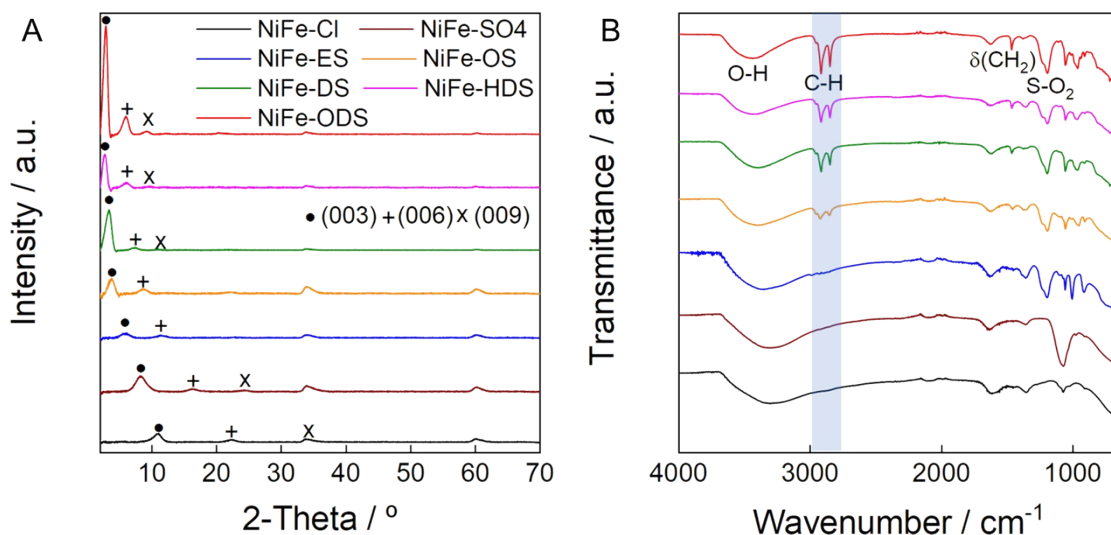 A
B
NiFe-Cl
NiFe-SO4
NiFe-ES
NiFe-OS
NiFe-DS
NiFe-HDS
NiFe-ODS
+
x
+
x
● (003) + (006) x (009)
+
x
+
+
+
x
+
x
Intensity / a.u.
10 20 30 40 50 60 70
2-Theta / º
O-H
C-H
δ(CH₂)
S-O₂
Transmittance / a.u.
4000 3000 2000 1000
Wavenumber / cm⁻¹